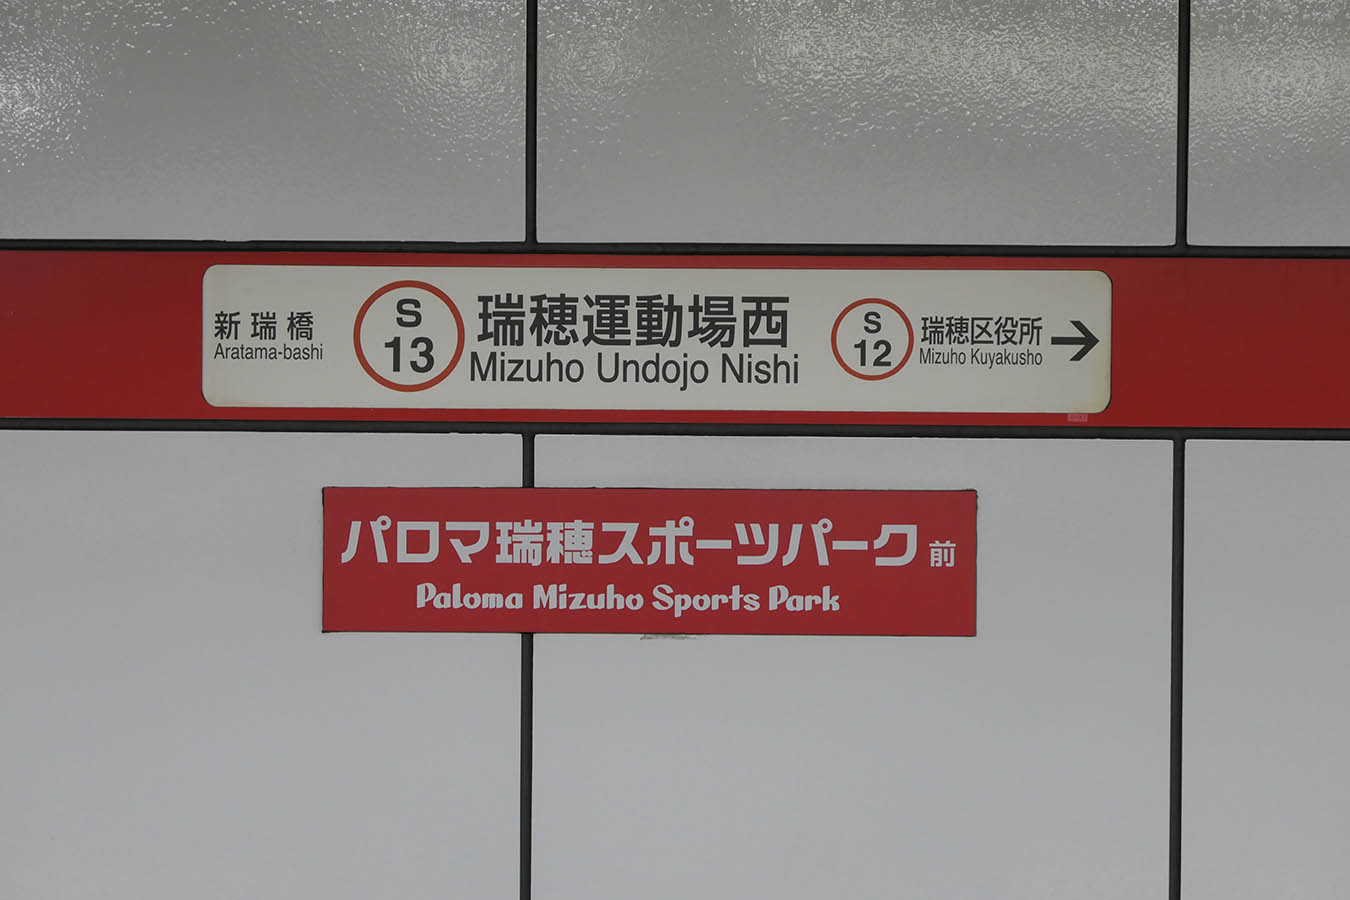 新瑞橋
Aratama-bashi
S
13
瑞穂運動場西
Mizuho Undojo Nishi
S
12
瑞穂区役所
Mizuho Kuyakusho
→
パロマ瑞穂スポーツパーク前
Paloma Mizuho Sports Park